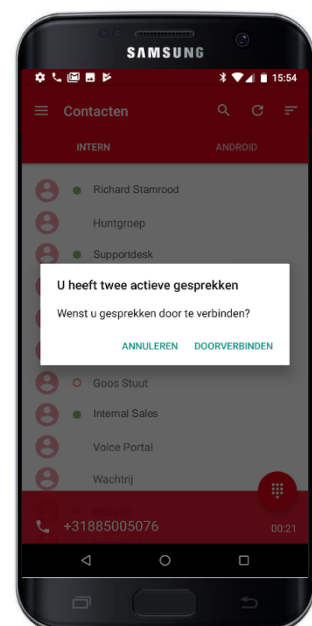 SAMSUNG
15:54
Contacten
INTERN ANDROID
Richard Stamrood
Huntgroep
Supportdesk
U heeft twee actieve gesprekken
Wenst u gesprekken door te verbinden?
ANNULEREN DOORVERBINDEN
Goos Stuut
Internal Sales
Voice Portal
Wachtrij
+31885005076 00:21